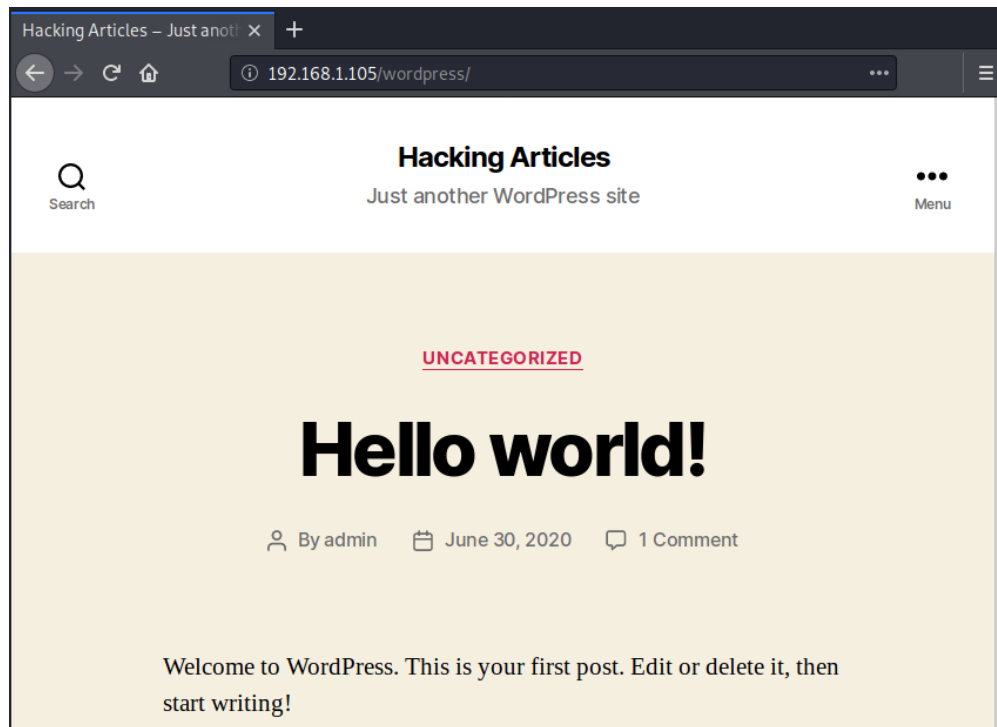 Hacking Articles – Just anoth
192.168.1.105/wordpress/
Hacking Articles
Just another WordPress site
Search
Menu
UNCATEGORIZED
Hello world!
By admin June 30, 2020 1 Comment
Welcome to WordPress. This is your first post. Edit or delete it, then
start writing!